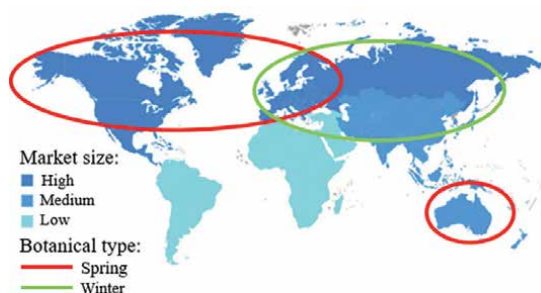 Market size:
High
Medium
Low
Botanical type:
Spring
Winter